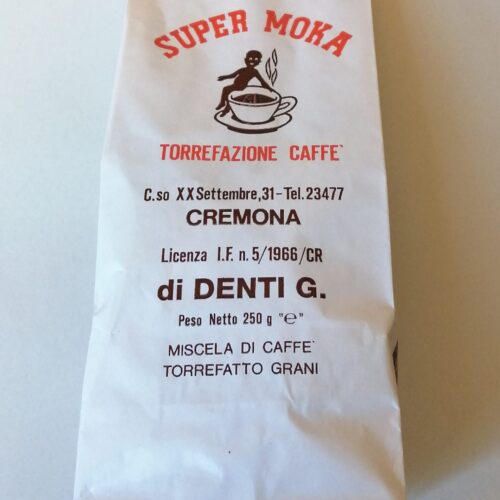 SUPER MOKA
TORREFAZIONE CAFFE`
C.so XX Settembre,31-Tel.23477
CREMONA
Licenza I.F. n.5/1966/CR
di DENTI G.
Peso Netto 250 g "℮"
MISCELA DI CAFFE`
TORREFATTO GRANI